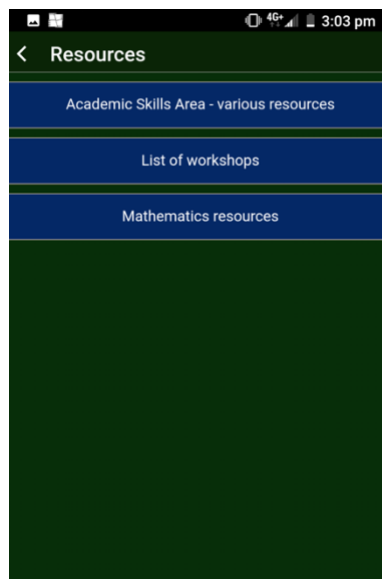 4G+ 3:03 pm
Resources
Academic Skills Area - various resources
List of workshops
Mathematics resources